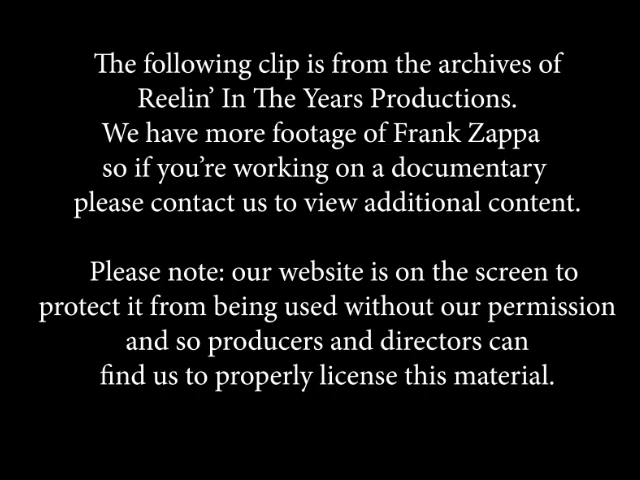 The following clip is from the archives of
Reelin’ In The Years Productions.
We have more footage of Frank Zappa
so if you’re working on a documentary
please contact us to view additional content.
Please note: our website is on the screen to
protect it from being used without our permission
and so producers and directors can
find us to properly license this material.